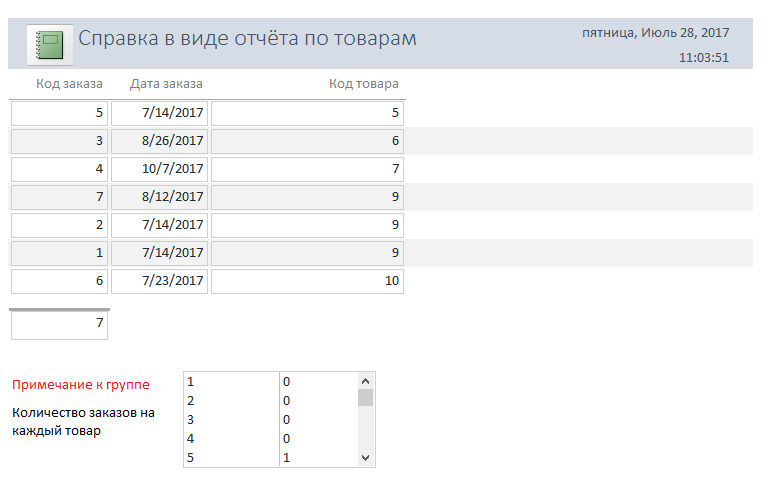 Справка в виде отчёта по товарам
пятница, Июль 28, 2017
11:03:51
Код заказа Дата заказа Код товара
5 7/14/2017 5
3 8/26/2017 6
4 10/7/2017 7
7 8/12/2017 9
2 7/14/2017 9
1 7/14/2017 9
6 7/23/2017 10
7
Примечание к группе
Количество заказов на
каждый товар
1 0
2 0
3 0
4 0
5 1